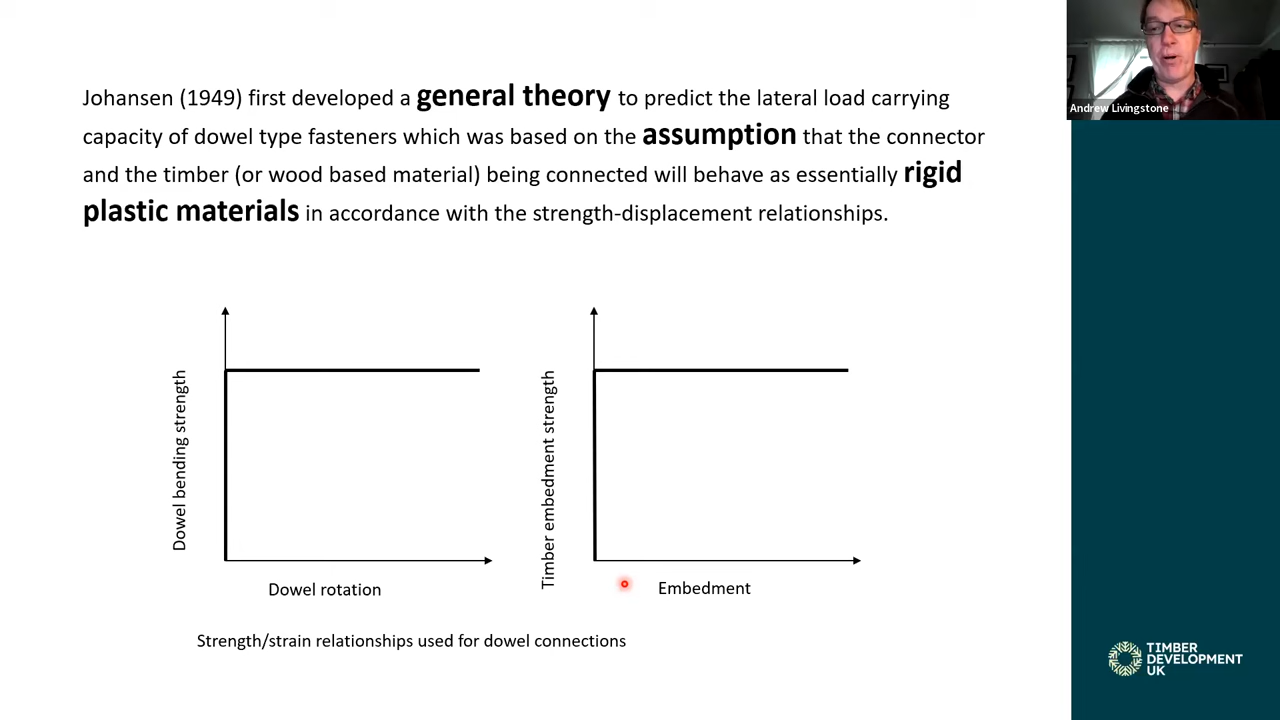 Johansen (1949) first developed a general theory to predict the lateral load carrying
capacity of dowel type fasteners which was based on the assumption that the connector
and the timber (or wood based material) being connected will behave as essentially rigid
plastic materials in accordance with the strength-displacement relationships.
Andrew Livingstone
Dowel bending strength
Dowel rotation
Timber embedment strength
Embedment
Strength/strain relationships used for dowel connections
TIMBER
DEVELOPMENT
UK